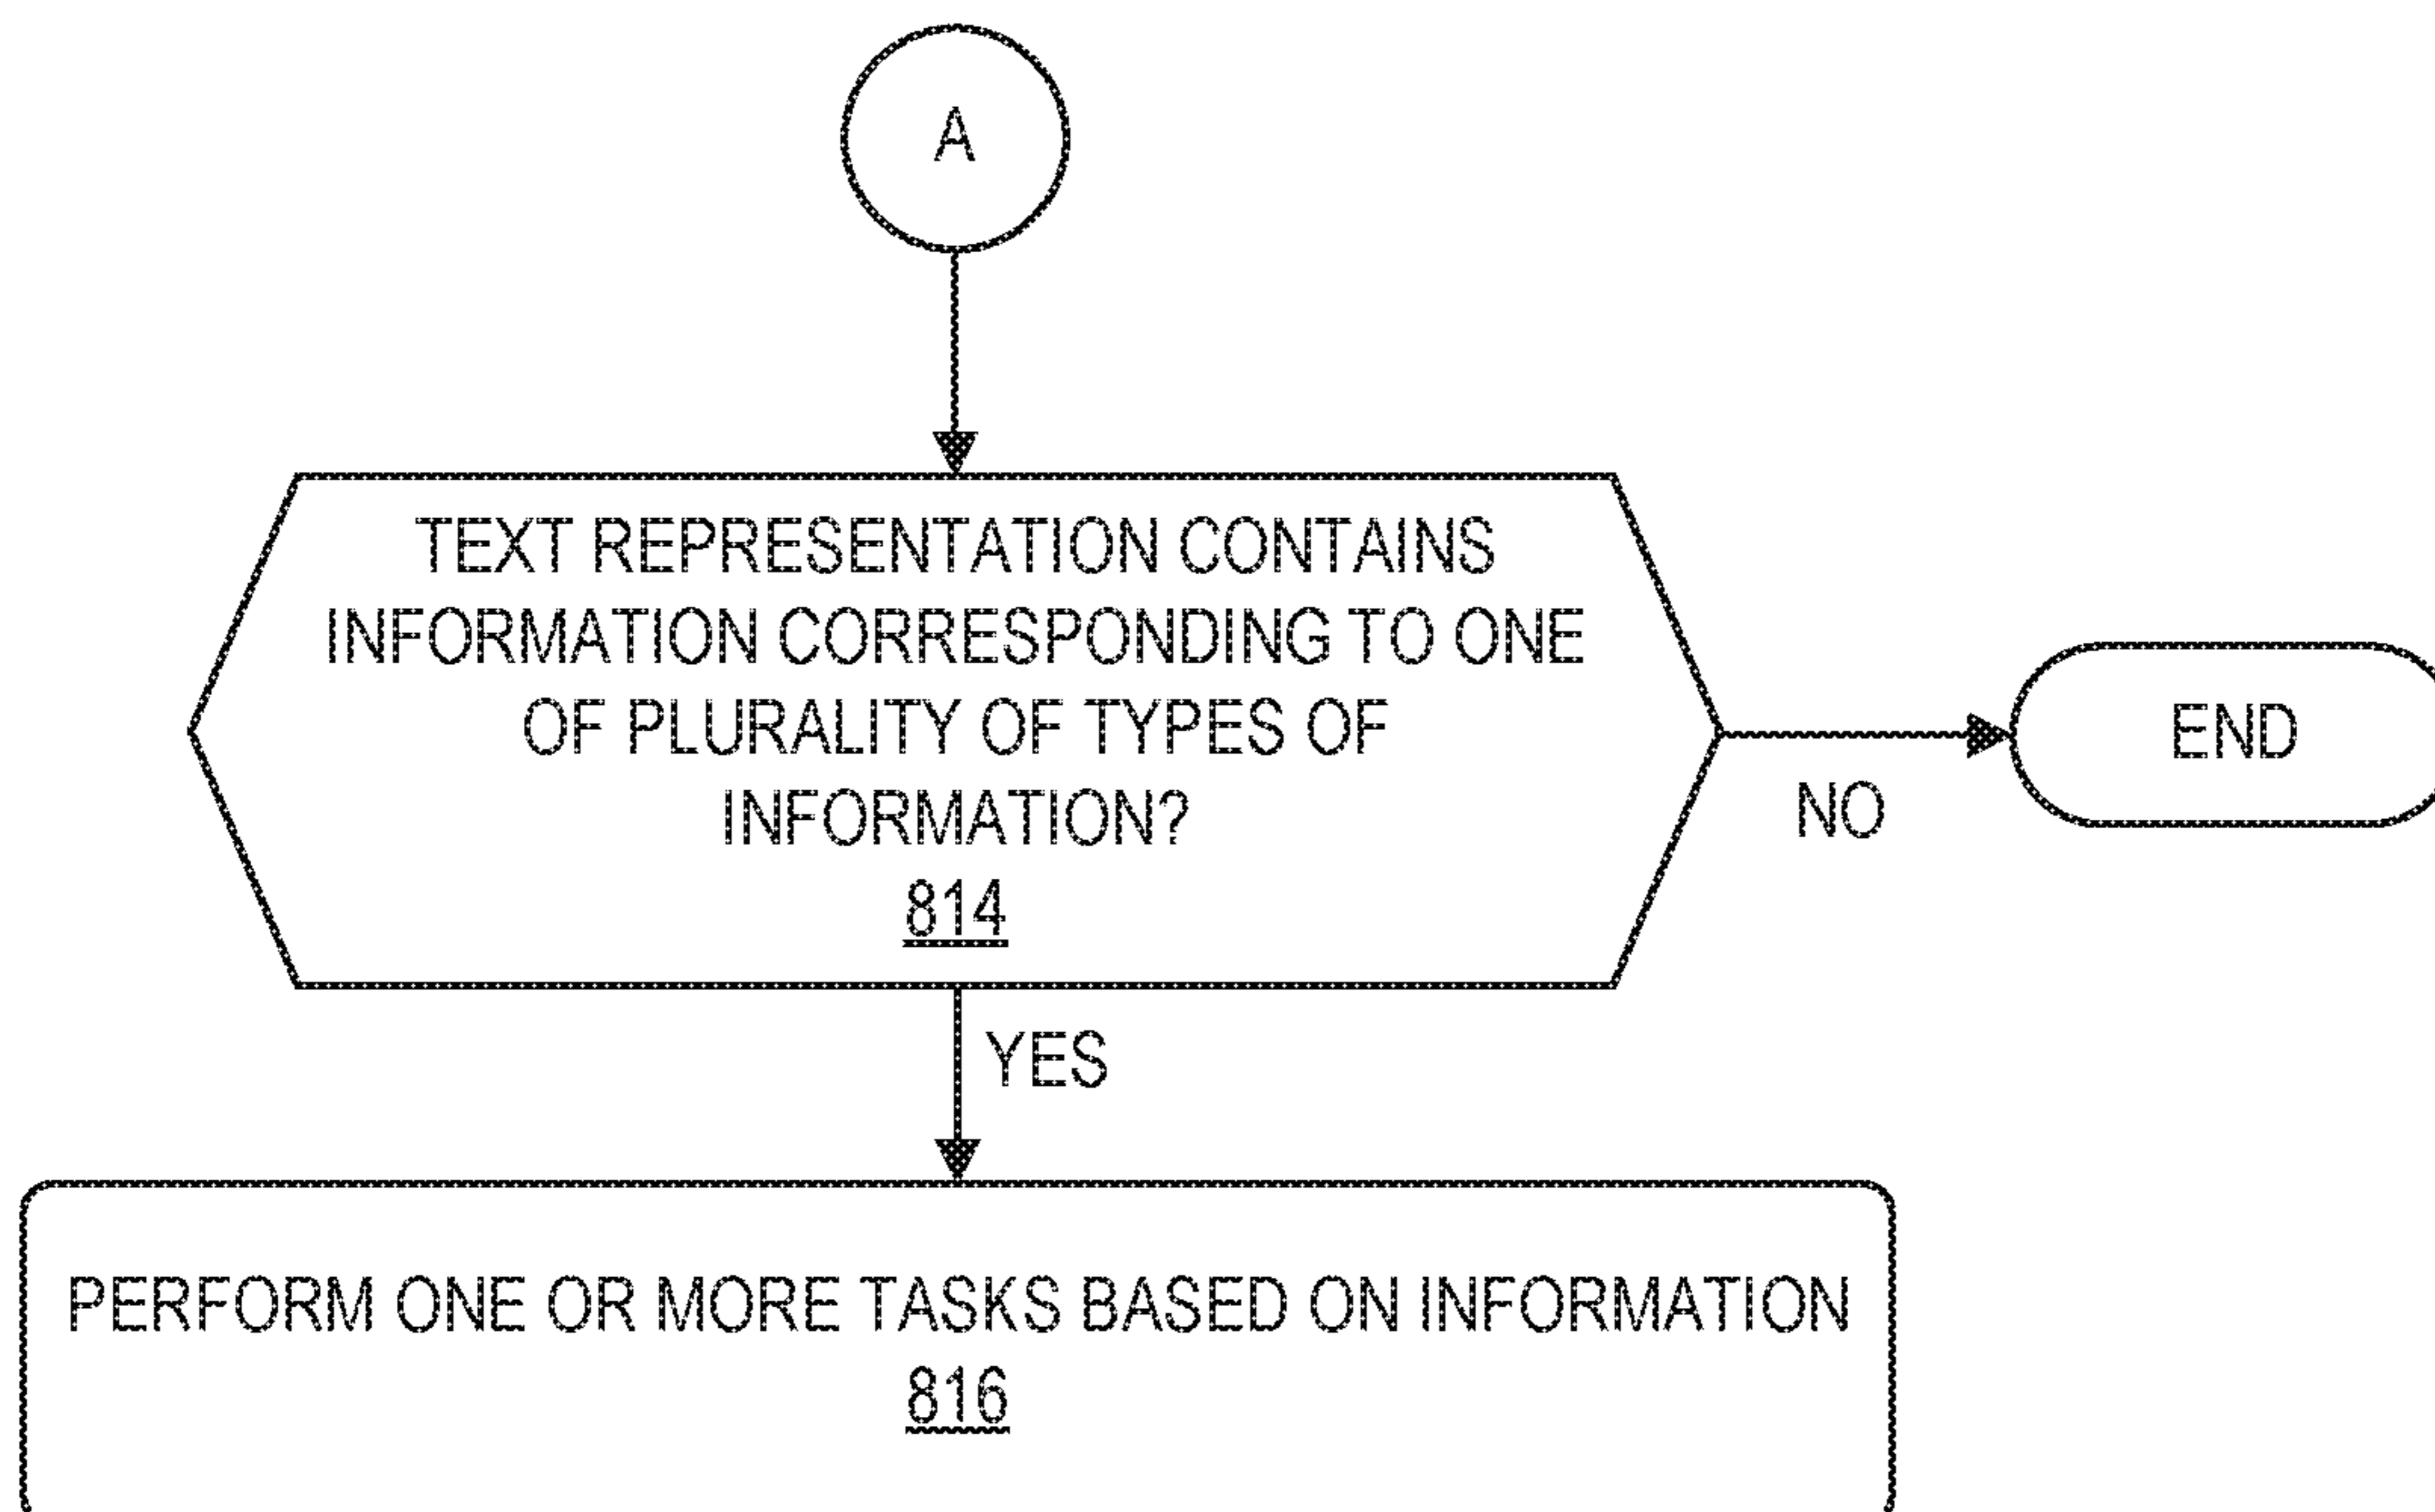 A
TEXT REPRESENTATION CONTAINS
INFORMATION CORRESPONDING TO ONE
OF PLURALITY OF TYPES OF
INFORMATION?
814
NO
END
YES
PERFORM ONE OR MORE TASKS BASED ON INFORMATION
816